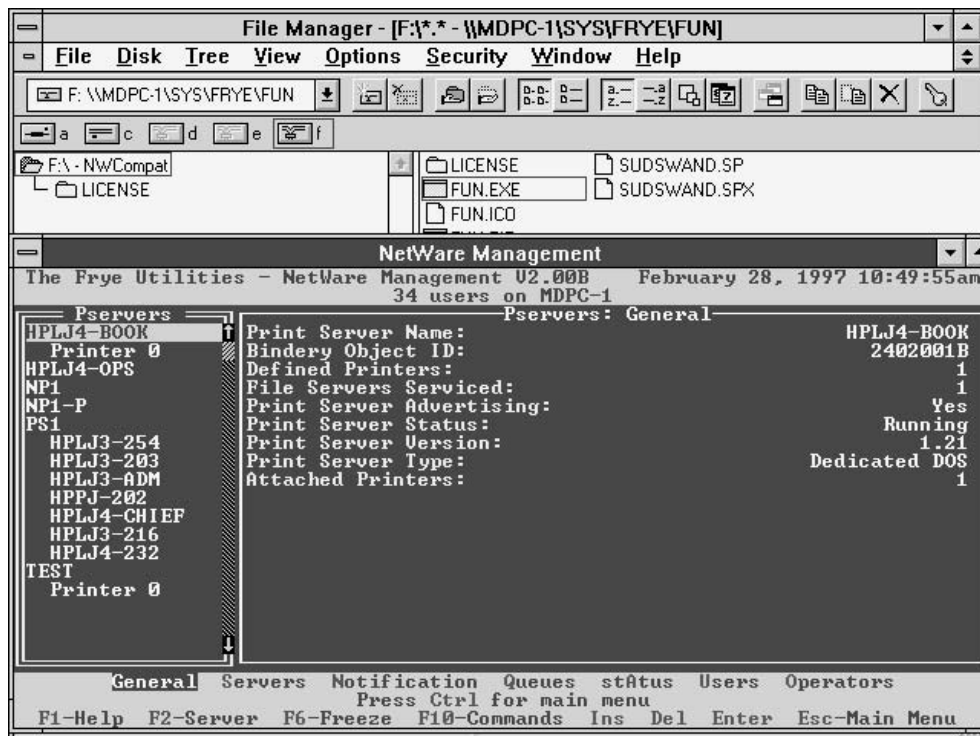 File Manager - [F:\*.* - \\MDPC-1\SYS\FRYE\FUN]
File Disk Tree View Options Security Window Help
F: \\MDPC-1\SYS\FRYE\FUN
a c d e f
F:\ - NWCompat
LICENSE
LICENSE SUDSWAND.SP
FUN.EXE SUDSWAND.SPX
FUN.ICO
NetWare Management
The Frye Utilities - NetWare Management V2.00B February 28, 1997 10:49:55am
34 users on MDPC-1
Pservers
HPLJ4-BOOK
Printer 0
HPLJ4-OPS
NP1
NP1-P
PS1
HPLJ3-254
HPLJ3-203
HPLJ3-ADM
HPPJ-202
HPLJ4-CHIEF
HPLJ3-216
HPLJ4-232
TEST
Printer 0
Pservers: General
Print Server Name: HPLJ4-BOOK
Bindery Object ID: 2402001B
Defined Printers: 1
File Servers Serviced: 1
Print Server Advertising: Yes
Print Server Status: Running
Print Server Version: 1.21
Print Server Type: Dedicated DOS
Attached Printers: 1
General Servers Notification Queues stAtus Users Operators
Press Ctrl for main menu
F1-Help F2-Server F6-Freeze F10-Commands Ins Del Enter Esc-Main Menu